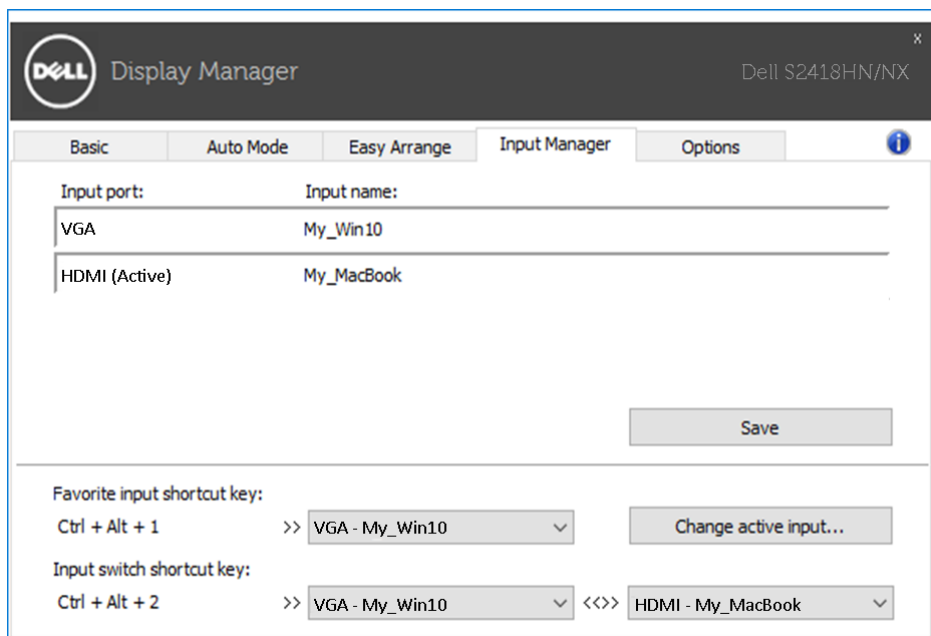 x
DELL Display Manager Dell S2418HN/NX
Basic Auto Mode Easy Arrange Input Manager Options i
Input port: Input name:
VGA My_Win10
HDMI (Active) My_MacBook
Save
Favorite input shortcut key:
Ctrl + Alt + 1 >> VGA - My_Win10 Change active input...
Input switch shortcut key:
Ctrl + Alt + 2 >> VGA - My_Win10 <<>> HDMI - My_MacBook